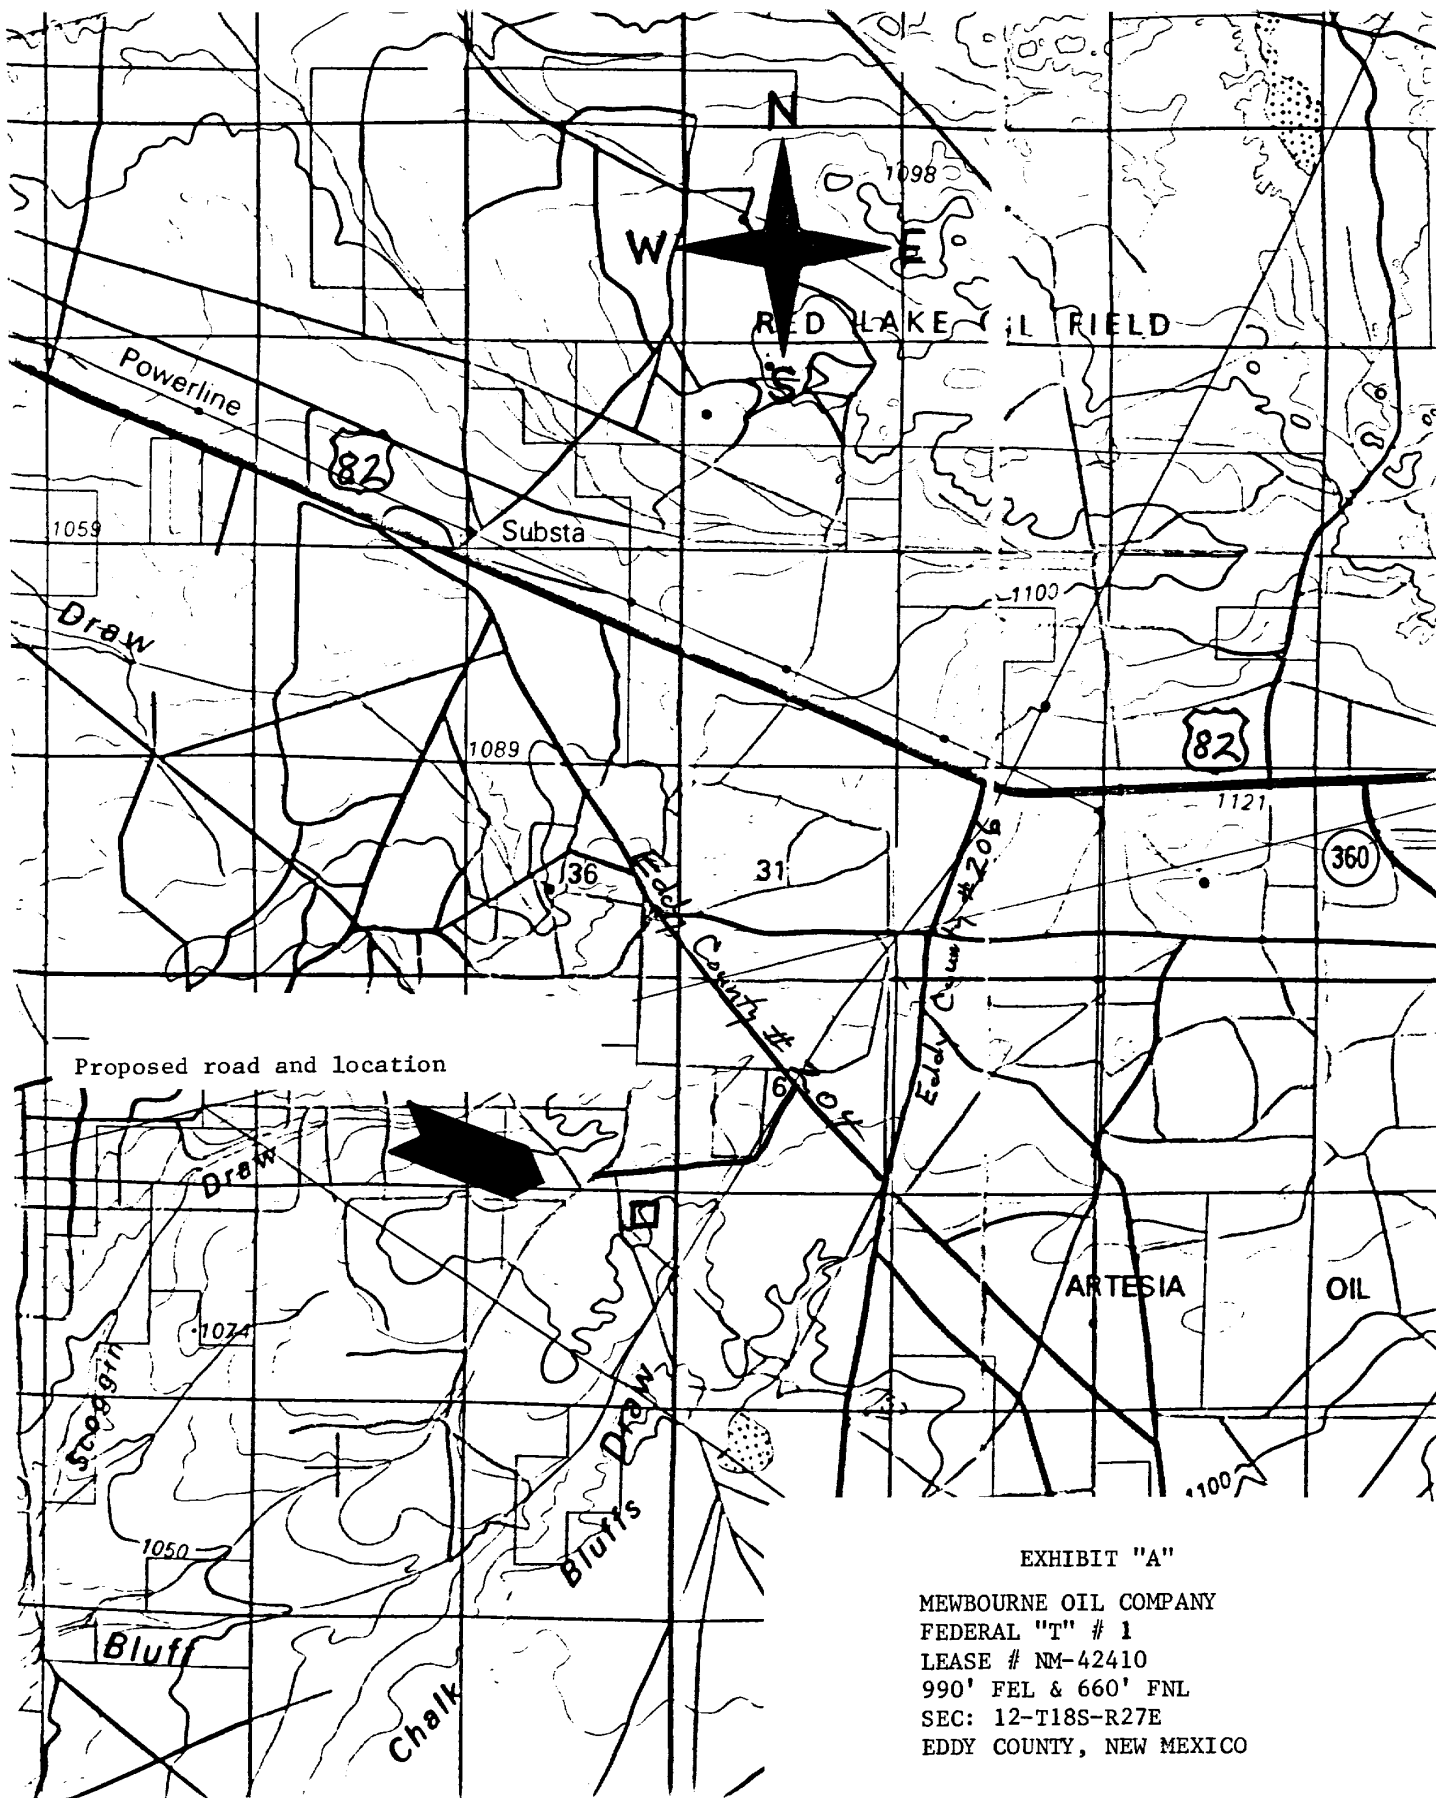 N
1098
W
E
RED LAKE OIL FIELD
S
Powerline
82
1059
Substa
Draw
1100
1089
82
1121
360
36
31
Eddy County # 206
Eddy County # 204
Proposed road and location
6
Draw
ARTESIA OIL
1074
Scoggin
Draw
1100
Bluffs
1050
Bluff
Chalk
EXHIBIT "A"
MEWBOURNE OIL COMPANY
FEDERAL "T" # 1
LEASE # NM-42410
990' FEL & 660' FNL
SEC: 12-T18S-R27E
EDDY COUNTY, NEW MEXICO